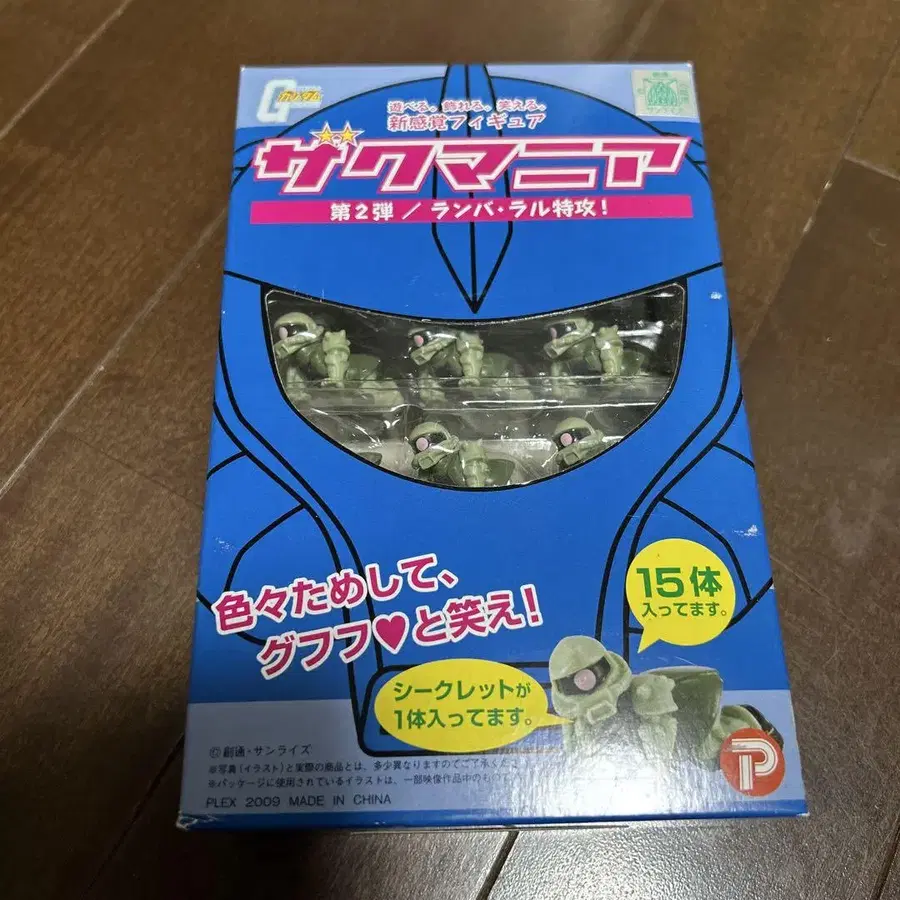 ガンダム
遊べる。飾れる。笑える。
新感覚フィギュア
ザクマニア
第2弾／ランバ・ラル特攻!
色々ためして、
グフフ♥と笑え!
15体
入ってます。
シークレットが
1体入ってます。
©創通・サンライズ
※写真(イラスト)と実際の商品とは、多少異なりますのでご了承くだ
※パッケージに使用されているイラストは、一部映像作品中のもので
PLEX 2009 MADE IN CHINA
P